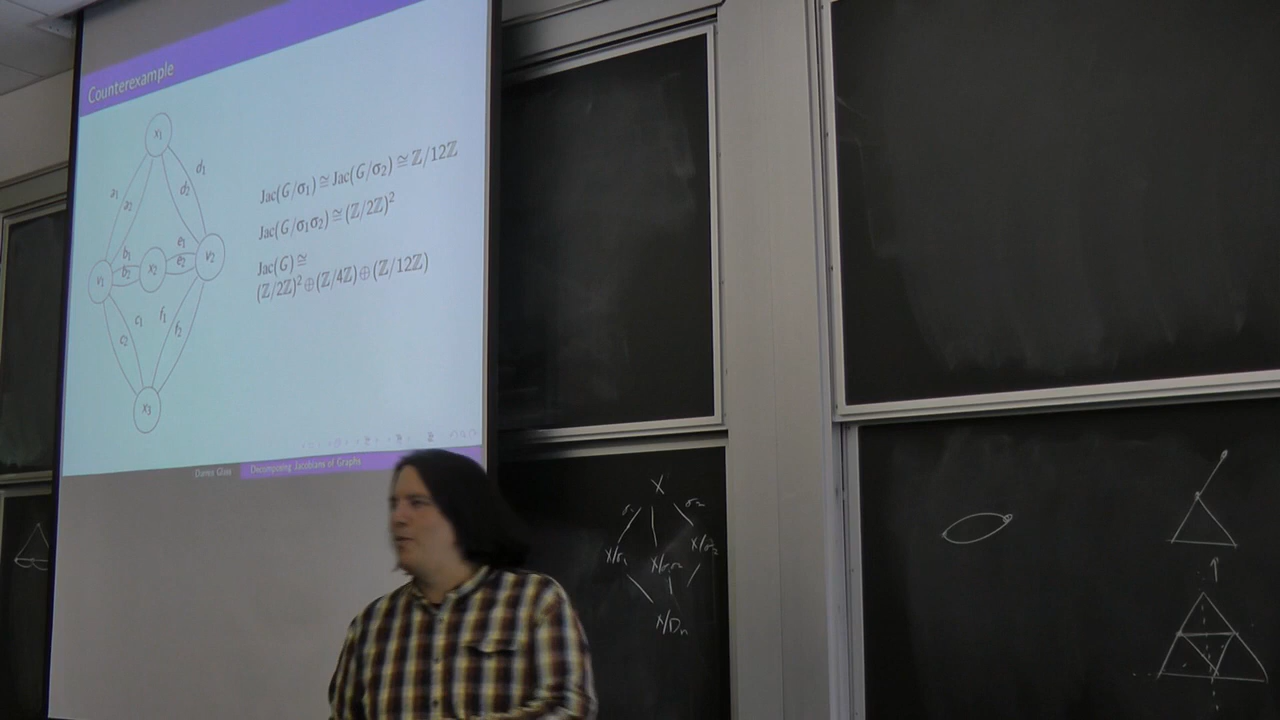 Counterexample
x₁
a₁
a₂
d₁
d₂
b₁
b₂
e₁
e₂
v₁
x₂
v₂
c₁
c₂
f₁
f₂
x₃
Jac(G/σ₁) ≅ Jac(G/σ₂) ≅ ℤ/12ℤ
Jac(G/σ₁σ₂) ≅ (ℤ/2ℤ)²
Jac(G) ≅
(ℤ/2ℤ)² ⊕ (ℤ/4ℤ) ⊕ (ℤ/12ℤ)
Darren Glass Decomposing Jacobians of Graphs
X
σ₁ σ₂
X/σ₁ X/σ₂
X/Dₙ